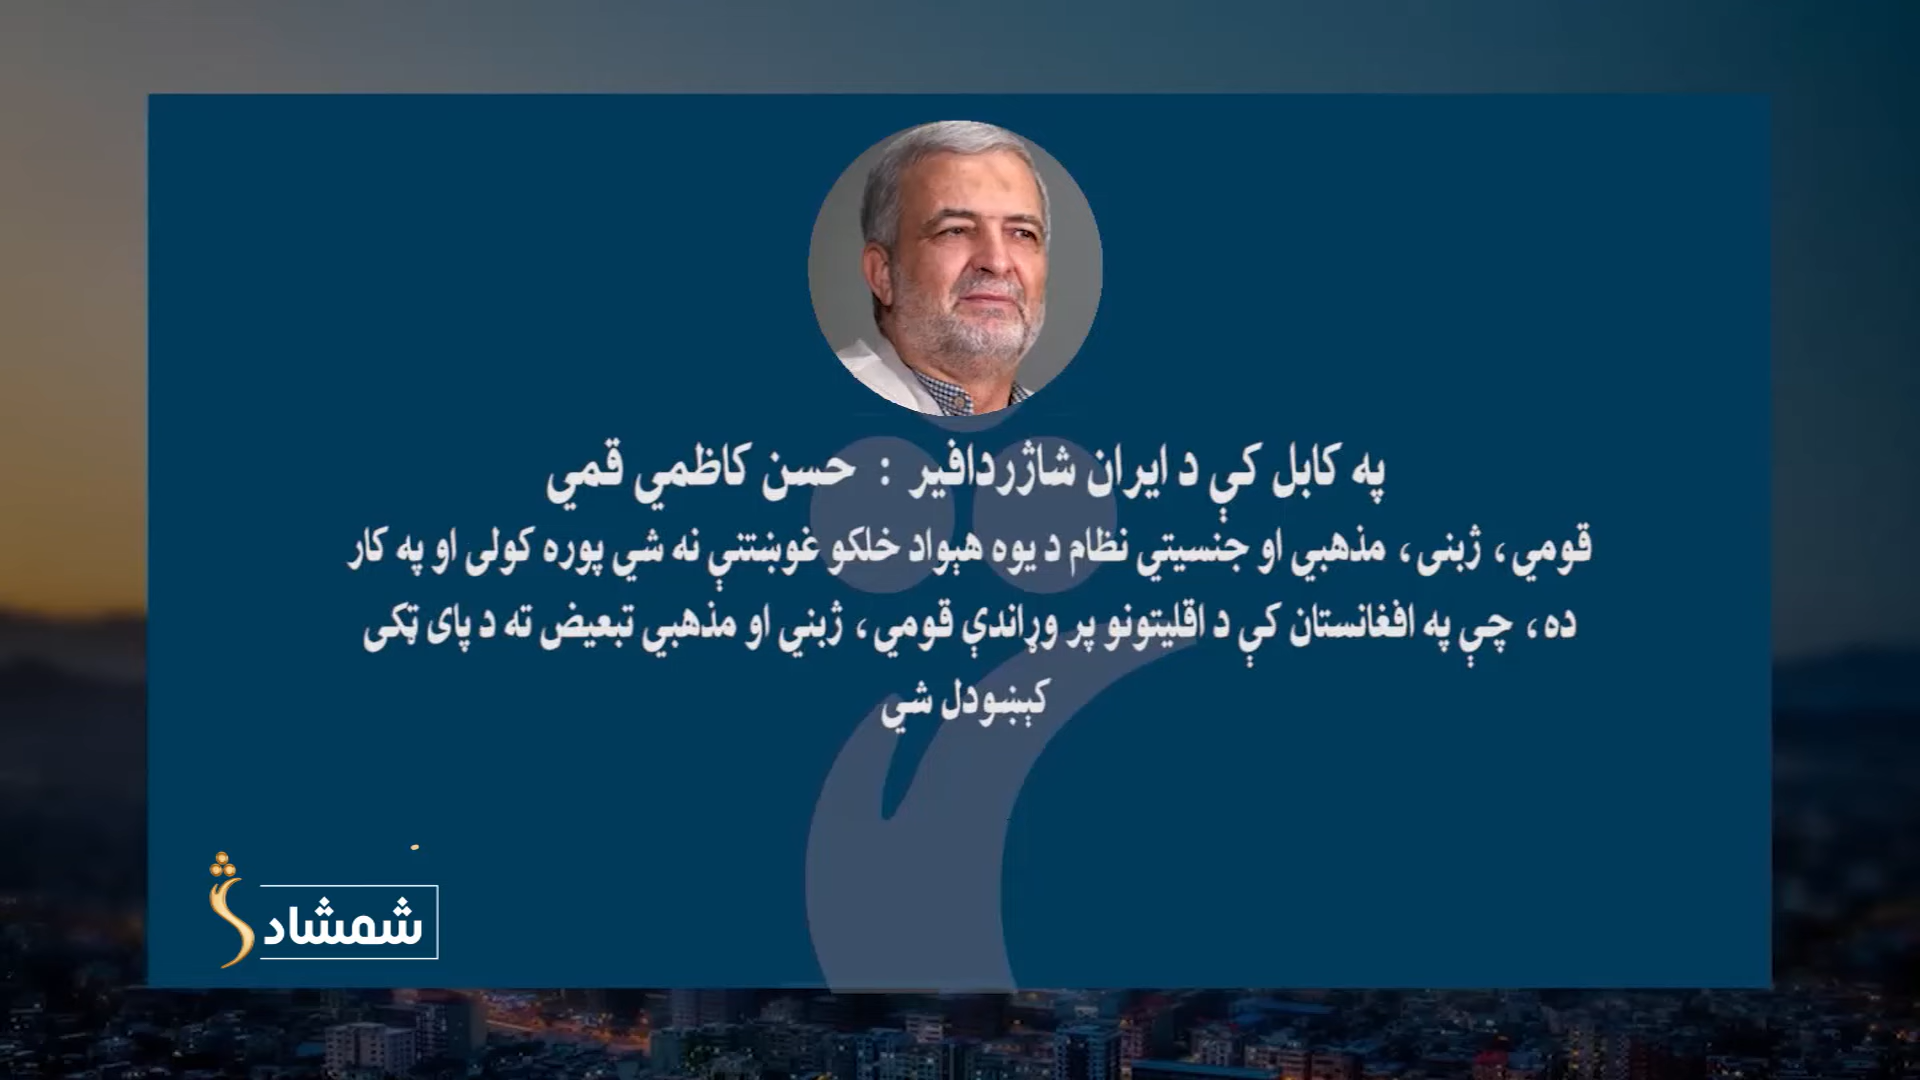 په کابل کې د ایران شاژردافیر : حسن کاظمي قمي
قومي، ژبنی، مذهبي او جنسیتي نظام د یوه هېواد خلکو غوښتنې نه شي پوره کولی او په کار
ده، چې په افغانستان کې د اقلیتونو پر وړاندې قومي، ژبني او مذهبي تبعیض ته د پای ټکی
کېښودل شي
شمشاد